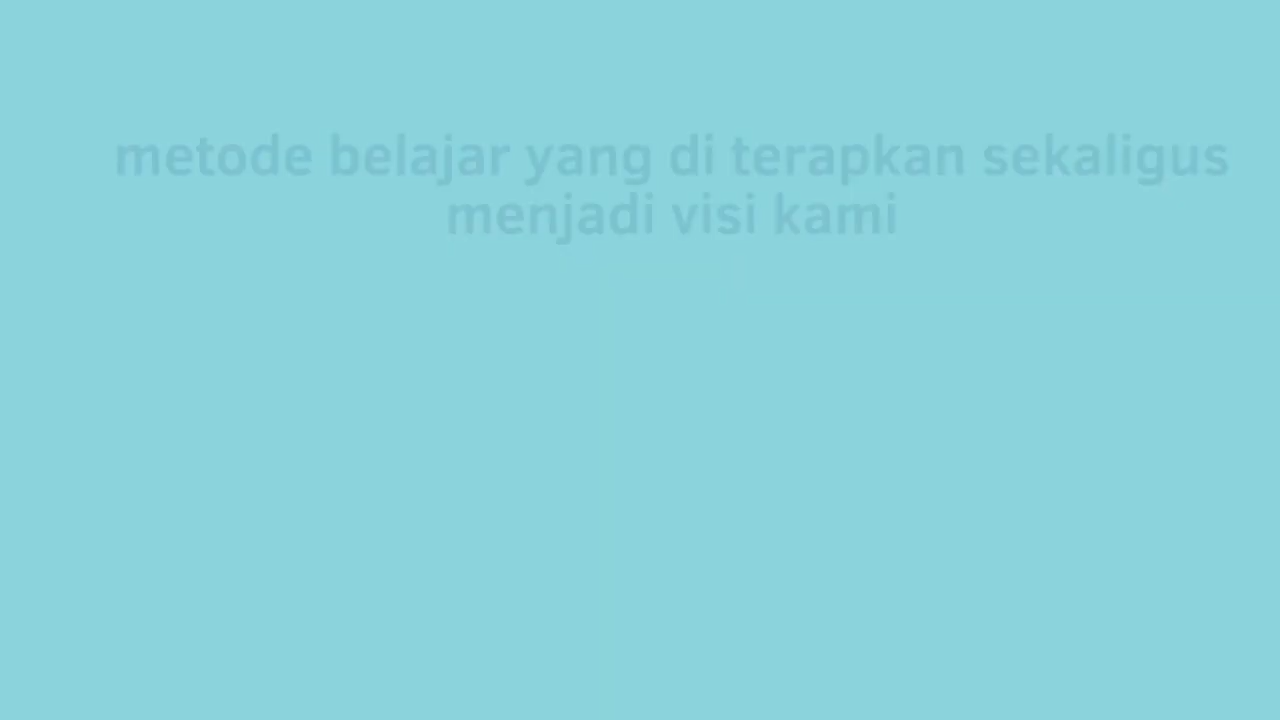 metode belajar yang di terapkan sekaligus
menjadi visi kami